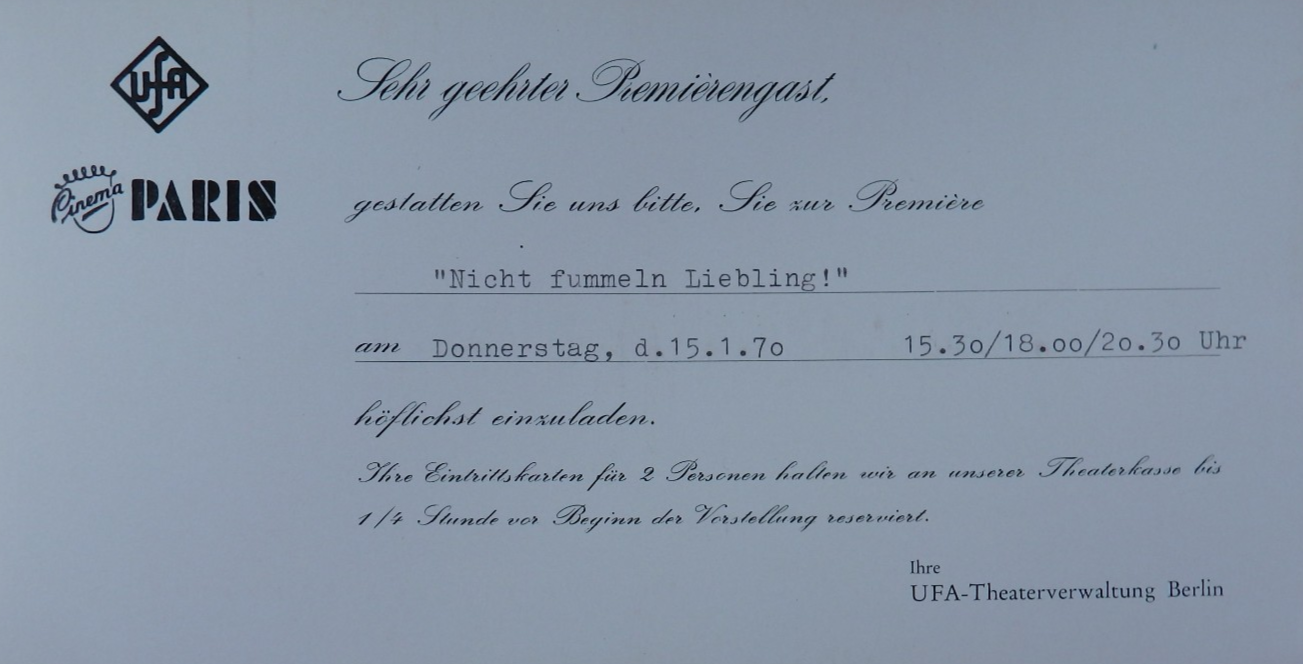 UFA
Cinema PARIS
Sehr geehrter Premièrengast,
gestatten Sie uns bitte, Sie zur Première
"Nicht fummeln Liebling!"
am Donnerstag, d.15.1.7o 15.3o/18.oo/2o.3o Uhr
höflichst einzuladen.
Ihre Eintrittskarten für 2 Personen halten wir an unserer Theaterkasse bis
1/4 Stunde vor Beginn der Vorstellung reserviert.
Ihre
UFA-Theaterverwaltung Berlin